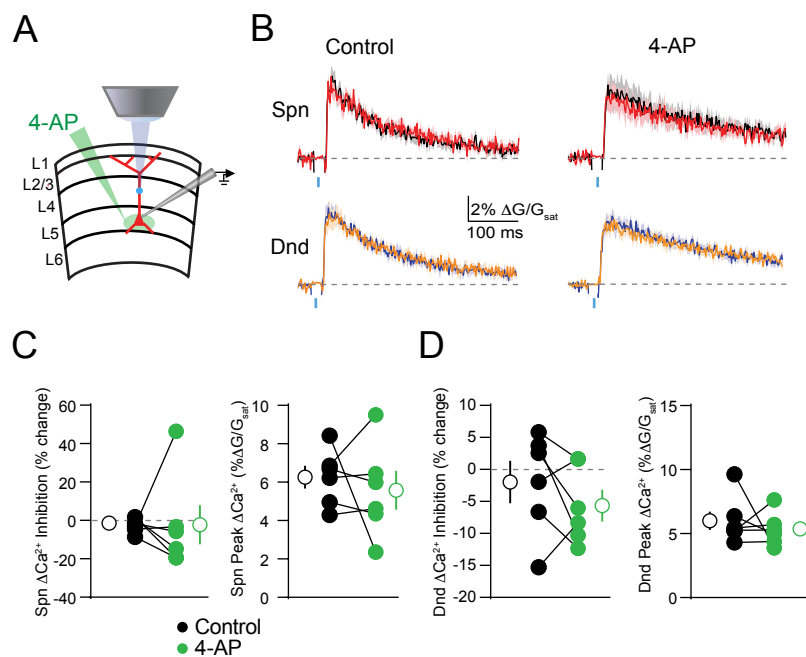 A
4-AP
L1
L2/3
L4
L5
L6
B
Control
4-AP
Spn
Dnd
2% ΔG/Gsat
100 ms
C
Spn ΔCa²⁺ Inhibition (% change)
60
40
20
0
-20
-40
Spn Peak ΔCa²⁺ (%ΔG/Gsat)
10
8
6
4
2
0
D
Dnd ΔCa²⁺ Inhibition (% change)
10
5
0
-5
-10
-15
-20
Dnd Peak ΔCa²⁺ (%ΔG/Gsat)
15
10
5
0
Control
4-AP